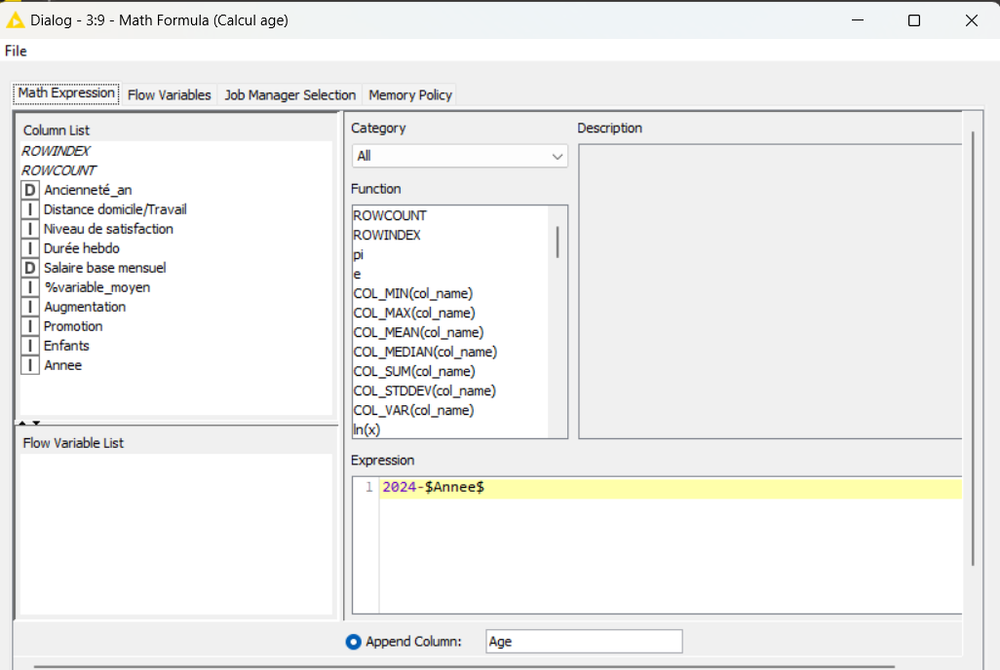 Dialog - 3:9 - Math Formula (Calcul age)
File
Math Expression Flow Variables Job Manager Selection Memory Policy
Column List
ROWINDEX
ROWCOUNT
D Ancienneté_an
I Distance domicile/Travail
I Niveau de satisfaction
I Durée hebdo
D Salaire base mensuel
I %variable_moyen
I Augmentation
I Promotion
I Enfants
I Annee
Flow Variable List
Category
All
Function
ROWCOUNT
ROWINDEX
pi
e
COL_MIN(col_name)
COL_MAX(col_name)
COL_MEAN(col_name)
COL_MEDIAN(col_name)
COL_SUM(col_name)
COL_STDDEV(col_name)
COL_VAR(col_name)
ln(x)
Description
Expression
1 2024-$Annee$
Append Column: Age